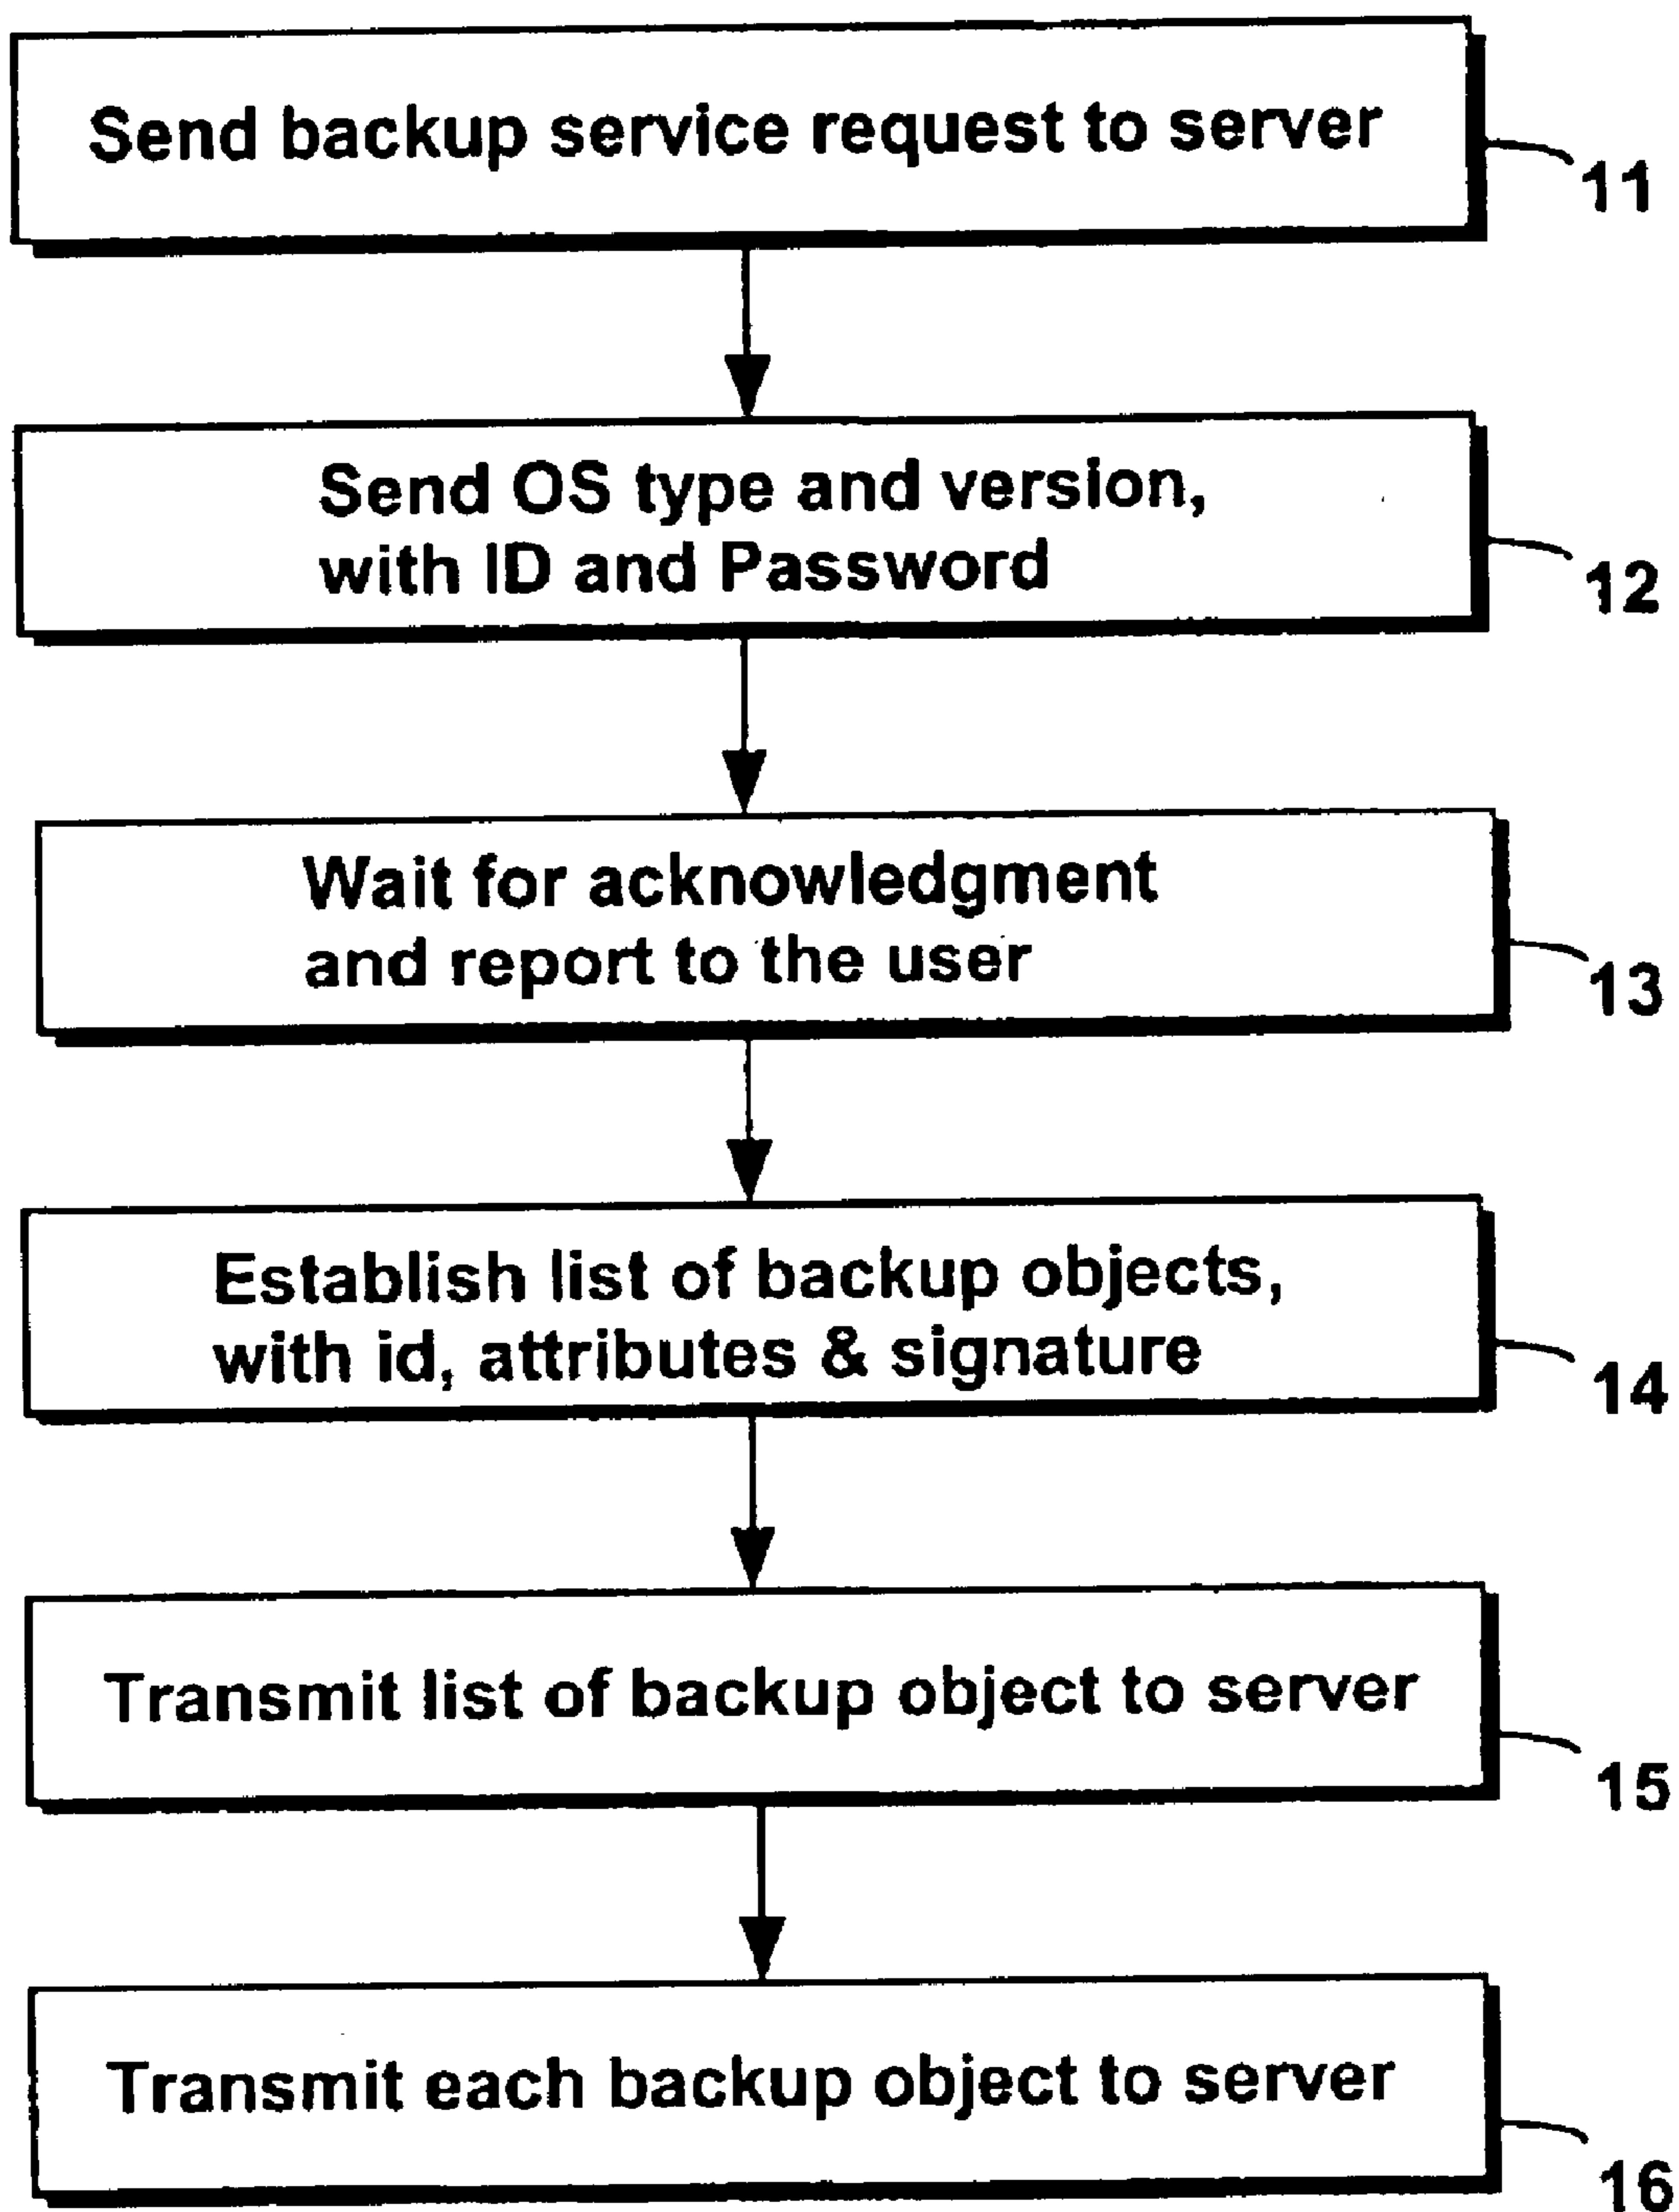 Send backup service request to server
11
Send OS type and version,
with ID and Password
12
Wait for acknowledgment
and report to the user
13
Establish list of backup objects,
with id, attributes & signature
14
Transmit list of backup object to server
15
Transmit each backup object to server
16